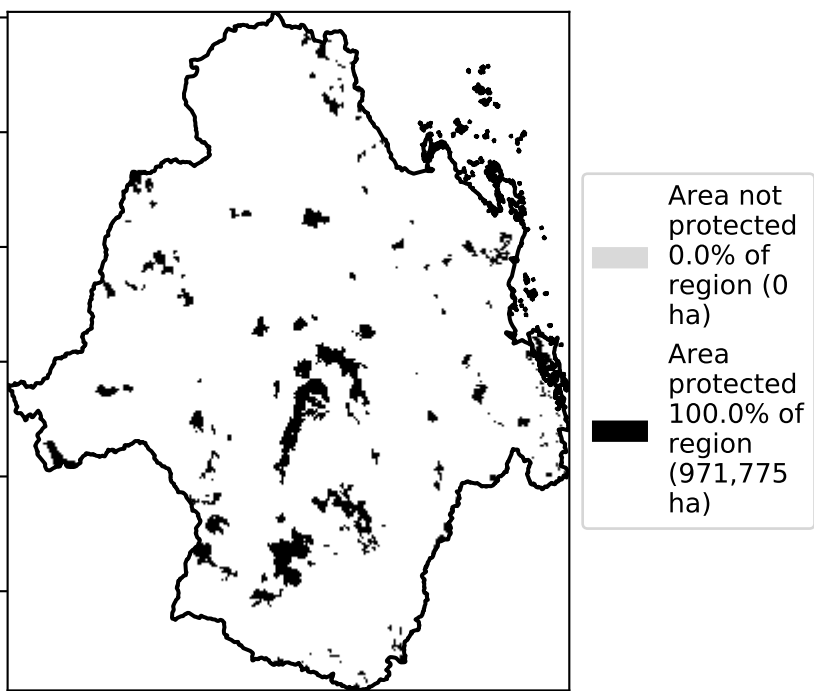 Area not
protected
0.0% of
region (0
ha)
Area
protected
100.0% of
region
(971,775
ha)